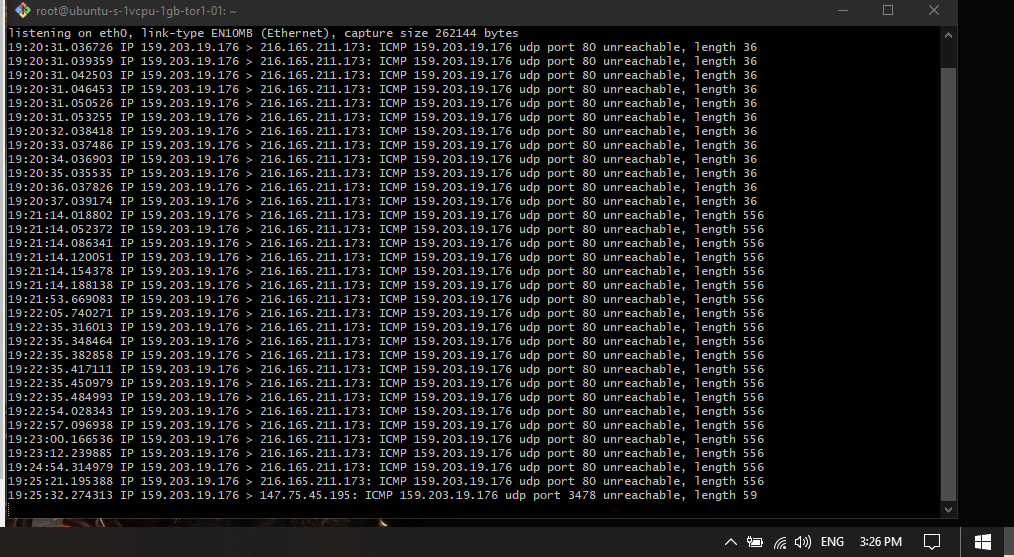 root@ubuntu-s-1vcpu-1gb-tor1-01: ~
listening on eth0, link-type EN10MB (Ethernet), capture size 262144 bytes
19:20:31.036726 IP 159.203.19.176 > 216.165.211.173: ICMP 159.203.19.176 udp port 80 unreachable, length 36
19:20:31.039359 IP 159.203.19.176 > 216.165.211.173: ICMP 159.203.19.176 udp port 80 unreachable, length 36
19:20:31.042503 IP 159.203.19.176 > 216.165.211.173: ICMP 159.203.19.176 udp port 80 unreachable, length 36
19:20:31.046453 IP 159.203.19.176 > 216.165.211.173: ICMP 159.203.19.176 udp port 80 unreachable, length 36
19:20:31.050526 IP 159.203.19.176 > 216.165.211.173: ICMP 159.203.19.176 udp port 80 unreachable, length 36
19:20:31.053255 IP 159.203.19.176 > 216.165.211.173: ICMP 159.203.19.176 udp port 80 unreachable, length 36
19:20:32.038418 IP 159.203.19.176 > 216.165.211.173: ICMP 159.203.19.176 udp port 80 unreachable, length 36
19:20:33.037486 IP 159.203.19.176 > 216.165.211.173: ICMP 159.203.19.176 udp port 80 unreachable, length 36
19:20:34.036903 IP 159.203.19.176 > 216.165.211.173: ICMP 159.203.19.176 udp port 80 unreachable, length 36
19:20:35.035535 IP 159.203.19.176 > 216.165.211.173: ICMP 159.203.19.176 udp port 80 unreachable, length 36
19:20:36.037826 IP 159.203.19.176 > 216.165.211.173: ICMP 159.203.19.176 udp port 80 unreachable, length 36
19:20:37.039174 IP 159.203.19.176 > 216.165.211.173: ICMP 159.203.19.176 udp port 80 unreachable, length 36
19:21:14.018802 IP 159.203.19.176 > 216.165.211.173: ICMP 159.203.19.176 udp port 80 unreachable, length 556
19:21:14.052372 IP 159.203.19.176 > 216.165.211.173: ICMP 159.203.19.176 udp port 80 unreachable, length 556
19:21:14.086341 IP 159.203.19.176 > 216.165.211.173: ICMP 159.203.19.176 udp port 80 unreachable, length 556
19:21:14.120051 IP 159.203.19.176 > 216.165.211.173: ICMP 159.203.19.176 udp port 80 unreachable, length 556
19:21:14.154378 IP 159.203.19.176 > 216.165.211.173: ICMP 159.203.19.176 udp port 80 unreachable, length 556
19:21:14.188138 IP 159.203.19.176 > 216.165.211.173: ICMP 159.203.19.176 udp port 80 unreachable, length 556
19:21:53.669083 IP 159.203.19.176 > 216.165.211.173: ICMP 159.203.19.176 udp port 80 unreachable, length 556
19:22:05.740271 IP 159.203.19.176 > 216.165.211.173: ICMP 159.203.19.176 udp port 80 unreachable, length 556
19:22:35.316013 IP 159.203.19.176 > 216.165.211.173: ICMP 159.203.19.176 udp port 80 unreachable, length 556
19:22:35.348464 IP 159.203.19.176 > 216.165.211.173: ICMP 159.203.19.176 udp port 80 unreachable, length 556
19:22:35.382858 IP 159.203.19.176 > 216.165.211.173: ICMP 159.203.19.176 udp port 80 unreachable, length 556
19:22:35.417111 IP 159.203.19.176 > 216.165.211.173: ICMP 159.203.19.176 udp port 80 unreachable, length 556
19:22:35.450979 IP 159.203.19.176 > 216.165.211.173: ICMP 159.203.19.176 udp port 80 unreachable, length 556
19:22:35.484993 IP 159.203.19.176 > 216.165.211.173: ICMP 159.203.19.176 udp port 80 unreachable, length 556
19:22:54.028343 IP 159.203.19.176 > 216.165.211.173: ICMP 159.203.19.176 udp port 80 unreachable, length 556
19:22:57.096938 IP 159.203.19.176 > 216.165.211.173: ICMP 159.203.19.176 udp port 80 unreachable, length 556
19:23:00.166536 IP 159.203.19.176 > 216.165.211.173: ICMP 159.203.19.176 udp port 80 unreachable, length 556
19:23:12.239885 IP 159.203.19.176 > 216.165.211.173: ICMP 159.203.19.176 udp port 80 unreachable, length 556
19:24:54.314979 IP 159.203.19.176 > 216.165.211.173: ICMP 159.203.19.176 udp port 80 unreachable, length 556
19:25:21.195388 IP 159.203.19.176 > 216.165.211.173: ICMP 159.203.19.176 udp port 80 unreachable, length 556
19:25:32.274313 IP 159.203.19.176 > 147.75.45.195: ICMP 159.203.19.176 udp port 3478 unreachable, length 59
ENG 3:26 PM